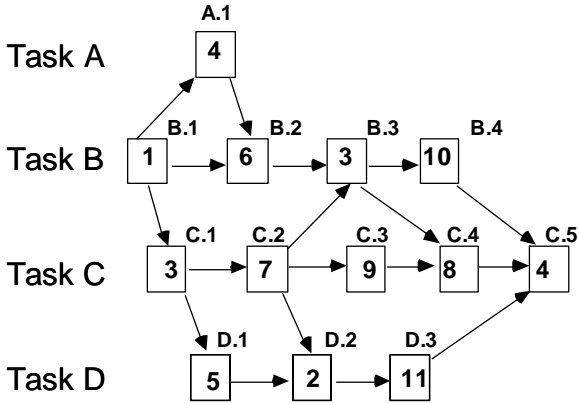 A.1
Task A 4
B.1 B.2 B.3 B.4
Task B 1 6 3 10
C.1 C.2 C.3 C.4 C.5
Task C 3 7 9 8 4
D.1 D.2 D.3
Task D 5 2 11